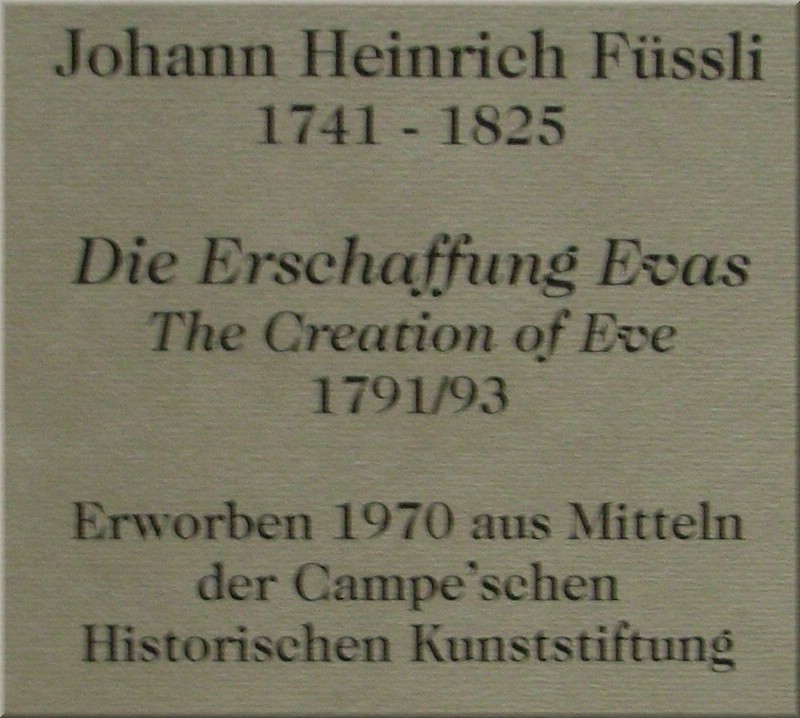 Johann Heinrich Füssli
1741 - 1825
Die Erschaffung Evas
The Creation of Eve
1791/93
Erworben 1970 aus Mitteln
der Campe'schen
Historischen Kunststiftung